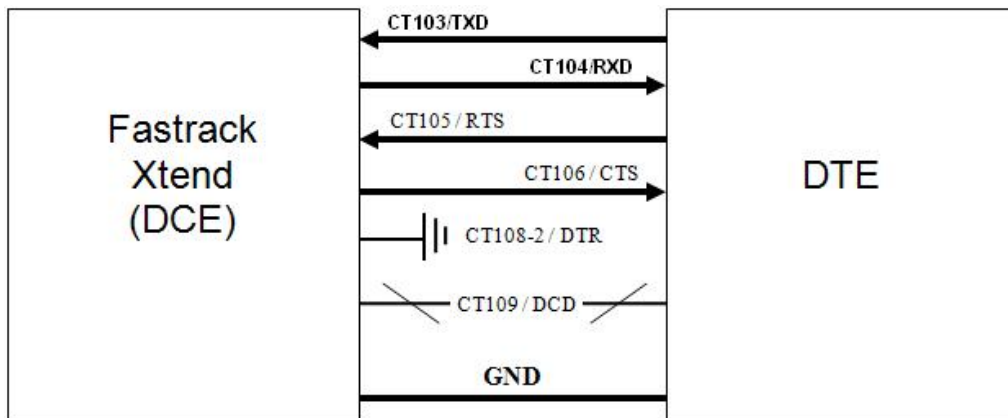 CT103/TXD
CT104/RXD
CT105 / RTS
CT106 / CTS
CT108-2 / DTR
CT109 / DCD
GND
Fastrack
Xtend
(DCE)
DTE